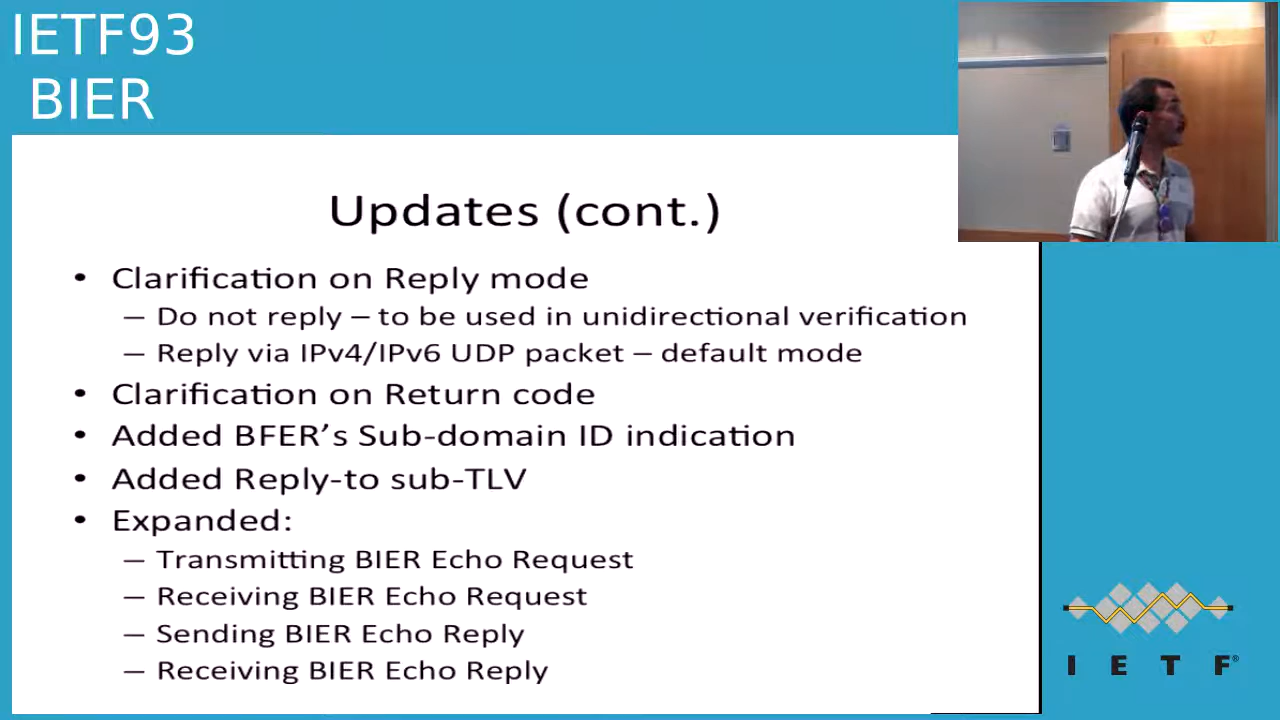 IETF93
BIER
Updates (cont.)
• Clarification on Reply mode
– Do not reply – to be used in unidirectional verification
– Reply via IPv4/IPv6 UDP packet – default mode
• Clarification on Return code
• Added BFER’s Sub-domain ID indication
• Added Reply-to sub-TLV
• Expanded:
– Transmitting BIER Echo Request
– Receiving BIER Echo Request
– Sending BIER Echo Reply
– Receiving BIER Echo Reply
I E T F®